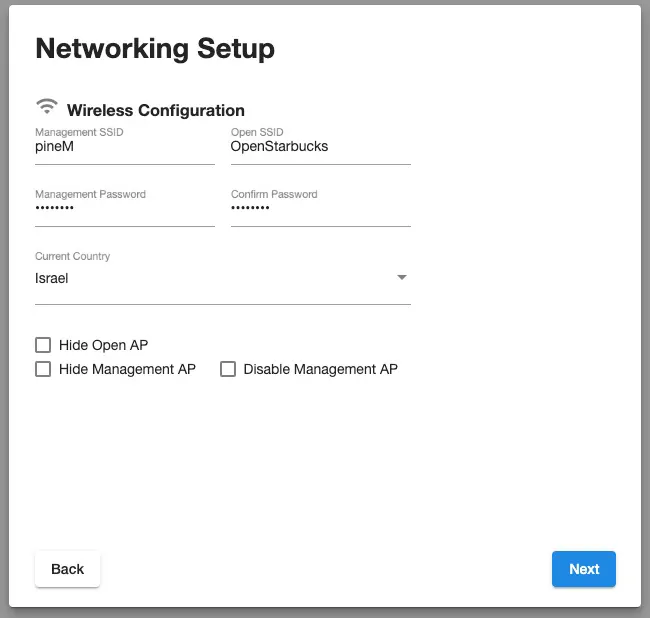 Networking Setup
Wireless Configuration
Management SSID
pineM
Open SSID
OpenStarbucks
Management Password
••••••••
Confirm Password
••••••••
Current Country
Israel
Hide Open AP
Hide Management AP
Disable Management AP
Back
Next